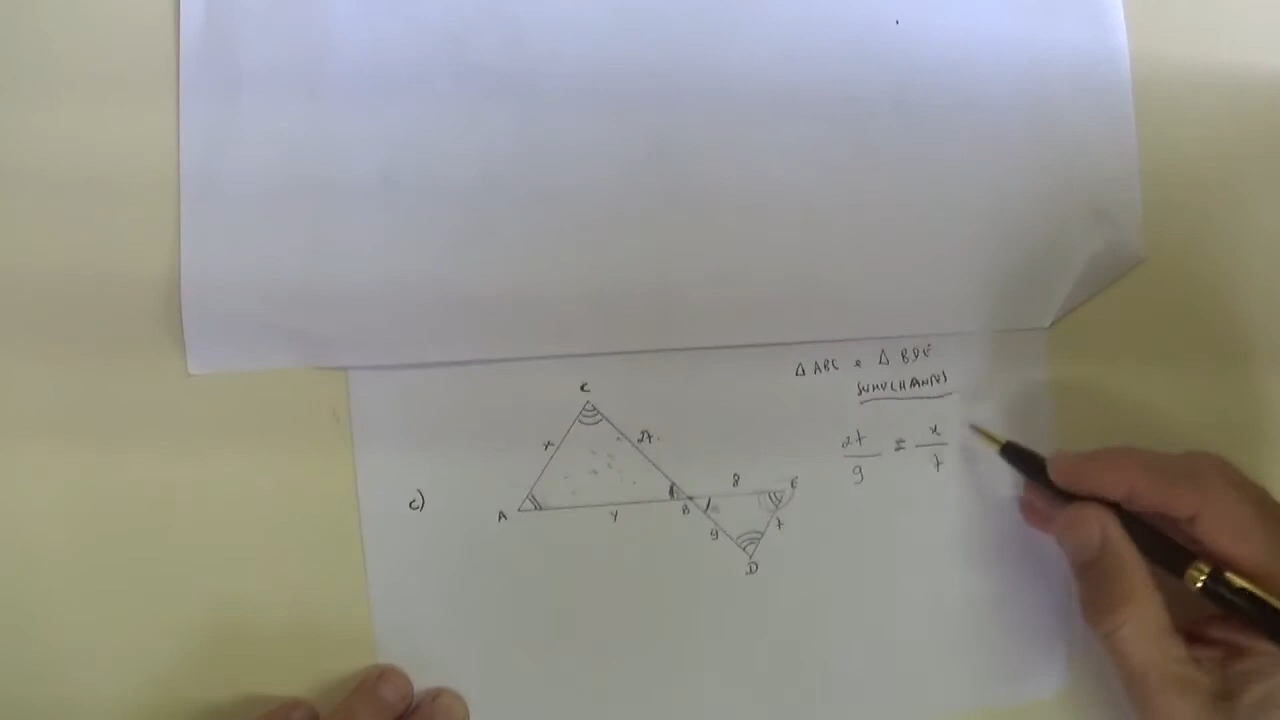 △ ABC e △ BDE
SEMELHANTES
27/9 = x/7
C
x 27
8 E
c)
A y B
9 7
D